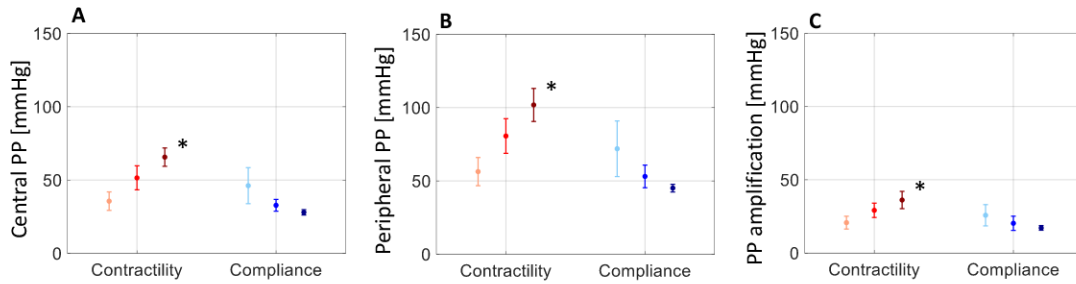 A
Central PP [mmHg]
150
100
50
0
Contractility Compliance
*
B
Peripheral PP [mmHg]
150
100
50
0
Contractility Compliance
*
C
PP amplification [mmHg]
150
100
50
0
Contractility Compliance
*